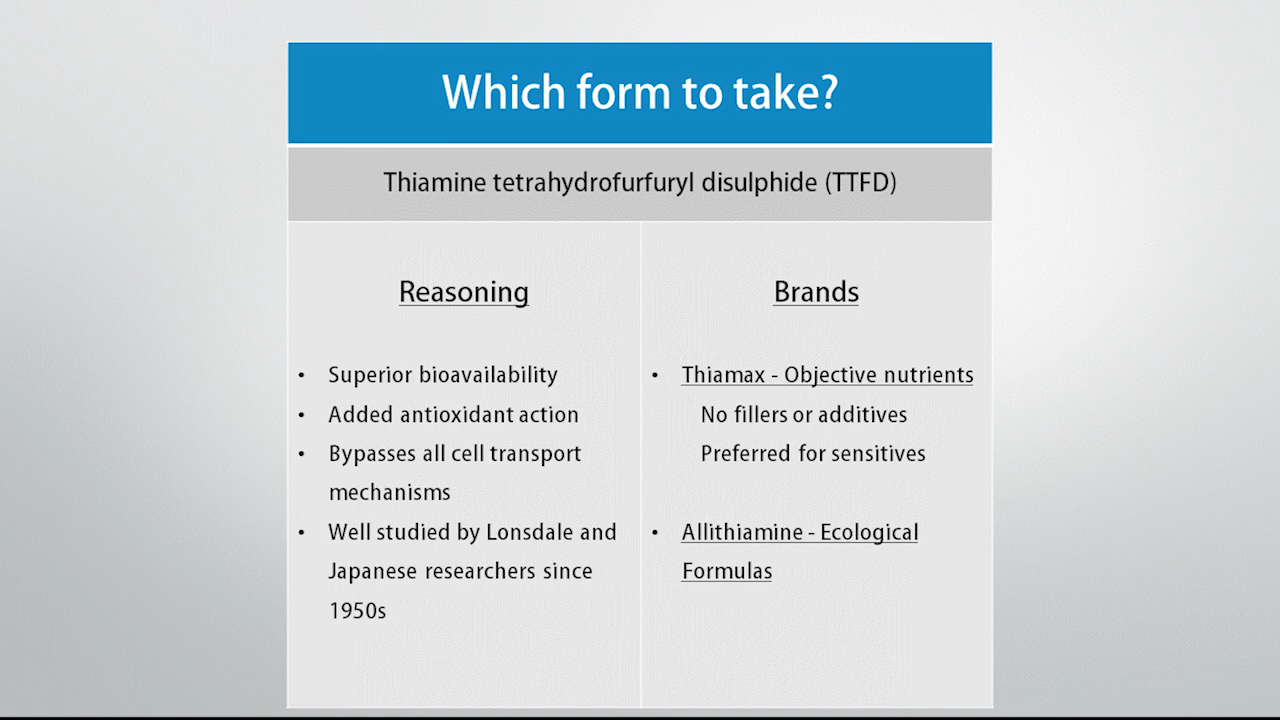 Which form to take?
Thiamine tetrahydrofurfuryl disulphide (TTFD)
Reasoning
• Superior bioavailability
• Added antioxidant action
• Bypasses all cell transport
mechanisms
• Well studied by Lonsdale and
Japanese researchers since
1950s
Brands
• Thiamax - Objective nutrients
No fillers or additives
Preferred for sensitives
• Allithiamine - Ecological
Formulas